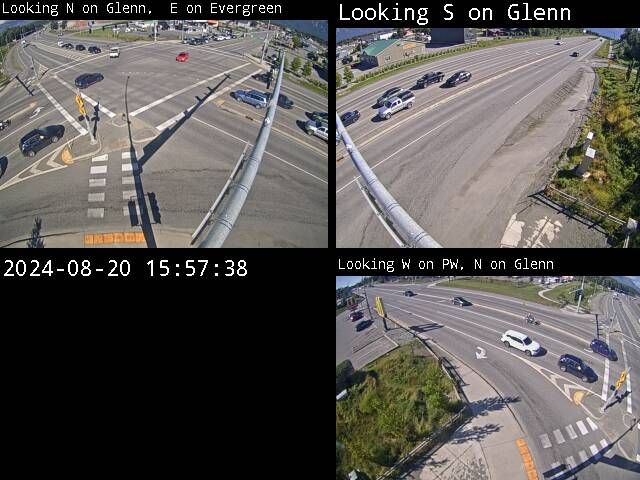 Looking N on Glenn,  E on Evergreen
Looking S on Glenn
2024-08-20 15:57:38
Looking W on PW, N on Glenn